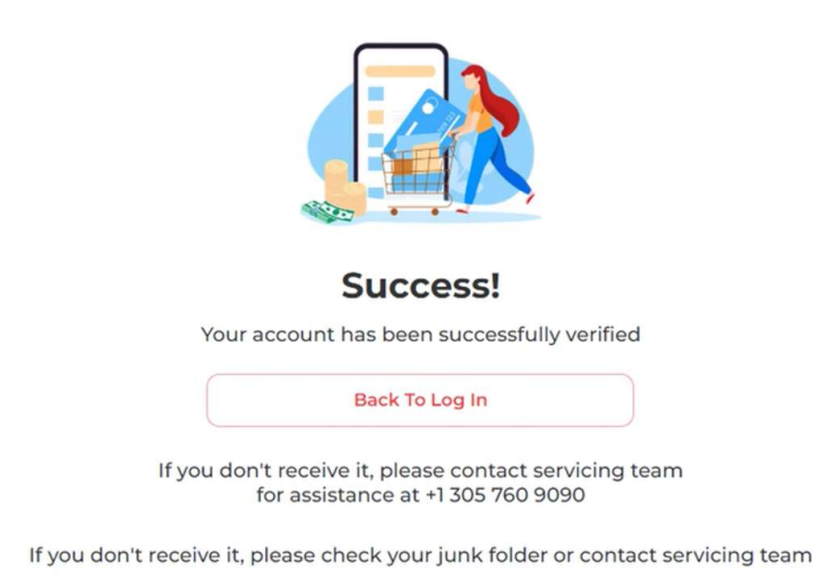 Success!
Your account has been successfully verified
Back To Log In
If you don't receive it, please contact servicing team
for assistance at +1 305 760 9090
If you don't receive it, please check your junk folder or contact servicing team